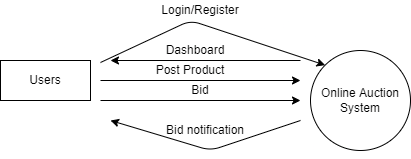 Login/Register
Dashboard
Post Product
Users
Bid
Online Auction
System
Bid notification